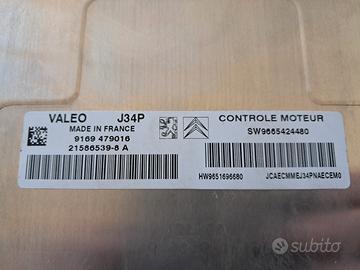 VALEO J34P
MADE IN FRANCE
9169 479016
21586539-8 A
CONTROLE MOTEUR
SW9665424480
HW9651696680
JCAECMMEJ34PNAECEM0
subito